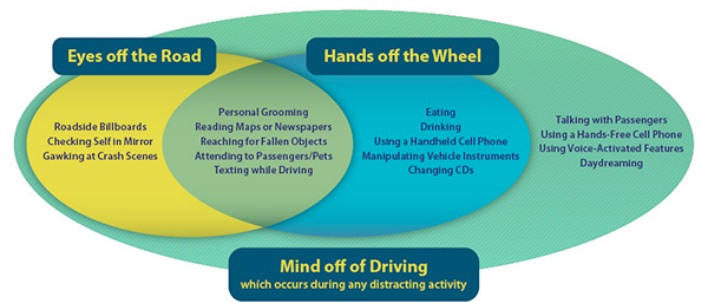 Eyes off the Road
Hands off the Wheel
Roadside Billboards
Checking Self in Mirror
Gawking at Crash Scenes
Personal Grooming
Reading Maps or Newspapers
Reaching for Fallen Objects
Attending to Passengers/Pets
Texting while Driving
Eating
Drinking
Using a Handheld Cell Phone
Manipulating Vehicle Instruments
Changing CDs
Talking with Passengers
Using a Hands-Free Cell Phone
Using Voice-Activated Features
Daydreaming
Mind off of Driving
which occurs during any distracting activity